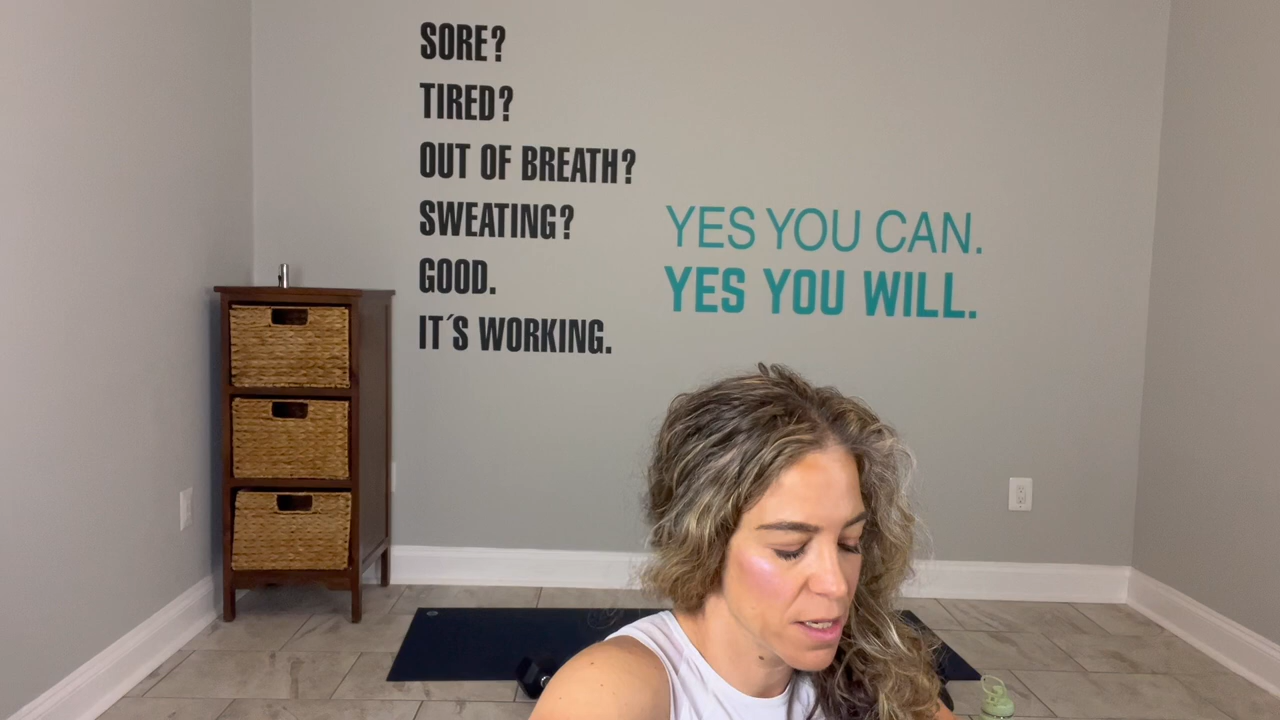 SORE?
TIRED?
OUT OF BREATH?
SWEATING?
GOOD.
IT´S WORKING.
YES YOU CAN.
YES YOU WILL.